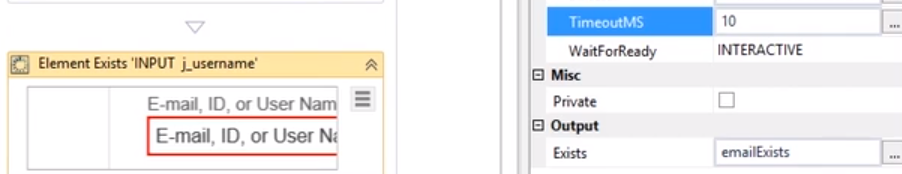 Element Exists 'INPUT j_username'
E-mail, ID, or User Nam
E-mail, ID, or User Na
TimeoutMS 10 ...
WaitForReady INTERACTIVE
Misc
Private
Output
Exists emailExists ...